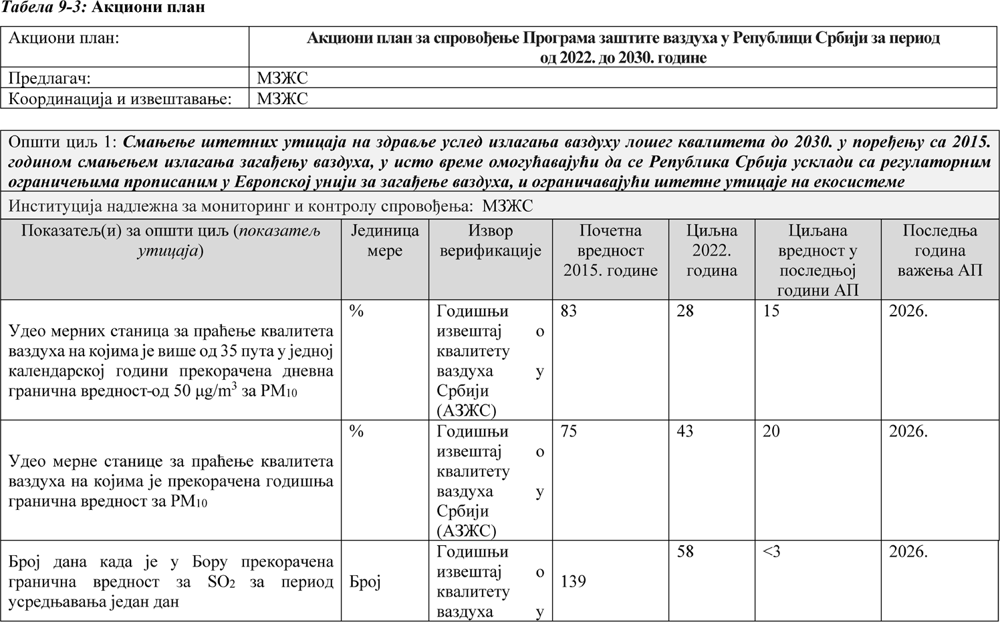 Табела 9-3: Акциони план
Акциони план:
Акциони план за спровођење Програма заштите ваздуха у Републици Србији за период
од 2022. до 2030. године
Предлагач:
МЗЖС
Координација и извештавање:
МЗЖС
Општи циљ 1: Смањење штетних утицаја на здравље услед излагања ваздуху лошег квалитета до 2030. у поређењу са 2015.
годином смањењем излагања загађењу ваздуха, у исто време омогућавајући да се Република Србија усклади са регулаторним
ограничењима прописаним у Европској унији за загађење ваздуха, и ограничавајући штетне утицаје на екосистеме
Институција надлежна за мониторинг и контролу спровођења: МЗЖС
Показатељ(и) за општи циљ (показатељ
утицаја)
Јединица
мере
Извор
верификације
Почетна
вредност
2015. године
Циљна
2022.
година
Циљана
вредност у
последњој
години АП
Последња
година
важења АП
Удео мерних станица за праћење квалитета
ваздуха на којима је више од 35 пута у једној
календарској години прекорачена дневна
гранична вредност-од 50 µg/m³ за PM₁₀
%
Годишњи
извештај о
квалитету
ваздуха у
Србији
(АЗЖС)
83
28
15
2026.
Удео мерне станице за праћење квалитета
ваздуха на којима је прекорачена годишња
гранична вредност за PM₁₀
%
Годишњи
извештај о
квалитету
ваздуха у
Србији
(АЗЖС)
75
43
20
2026.
Број дана када је у Бору прекорачена
гранична вредност за SO₂ за период
усредњавања један дан
Број
Годишњи
извештај о
квалитету
ваздуха у
139
58
<3
2026.